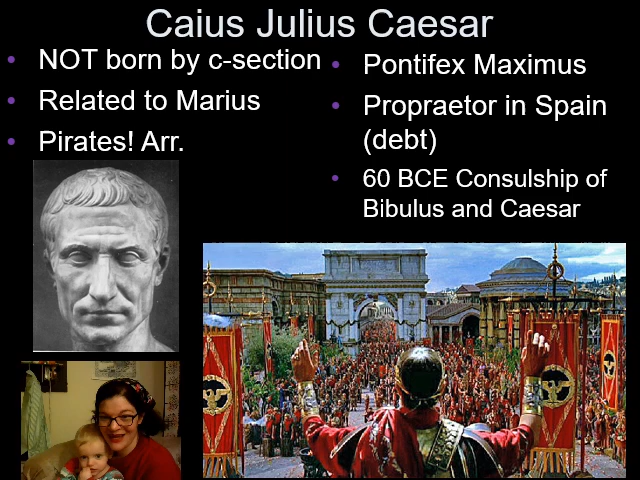 Caius Julius Caesar
NOT born by c-section
Related to Marius
Pirates! Arr.
Pontifex Maximus
Propraetor in Spain
(debt)
60 BCE Consulship of
Bibulus and Caesar